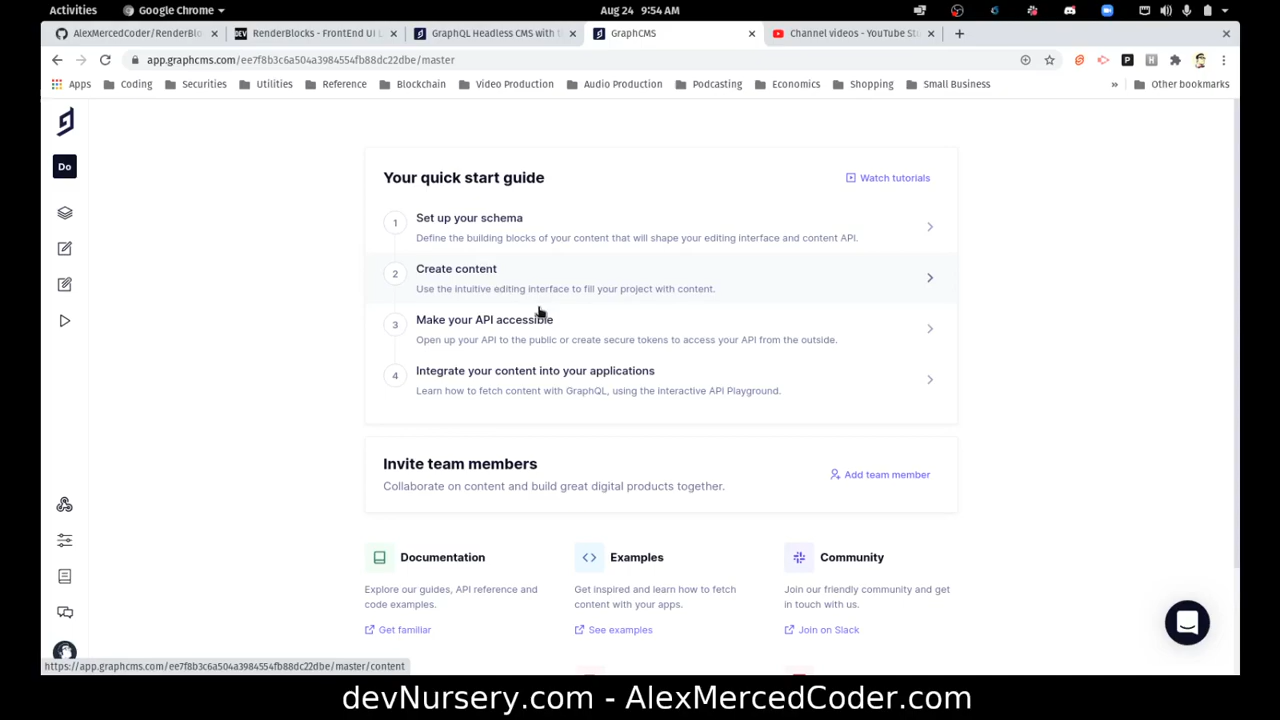 Activities
Google Chrome
Aug 24 9:54 AM
AlexMercedCoder/RenderBlo
DEV
RenderBlocks - FrontEnd UI L
GraphQL Headless CMS with t
GraphCMS
Channel videos - YouTube St
app.graphcms.com/ee7f8b3c6a504a3984554fb88dc22dbe/master
Apps
Coding
Securities
Utilities
Reference
Blockchain
Video Production
Audio Production
Podcasting
Economics
Shopping
Small Business
»
Other bookmarks
Do
Your quick start guide
Watch tutorials
1
Set up your schema
Define the building blocks of your content that will shape your editing interface and content API.
2
Create content
Use the intuitive editing interface to fill your project with content.
3
Make your API accessible
Open up your API to the public or create secure tokens to access your API from the outside.
4
Integrate your content into your applications
Learn how to fetch content with GraphQL, using the interactive API Playground.
Invite team members
Collaborate on content and build great digital products together.
Add team member
Documentation
Explore our guides, API reference and
code examples.
Get familiar
Examples
Get inspired and learn how to fetch
content with your apps.
See examples
Community
Join our friendly community and get
in touch with us.
Join on Slack
https://app.graphcms.com/ee7f8b3c6a504a3984554fb88dc22dbe/master/content
devNursery.com - AlexMercedCoder.com